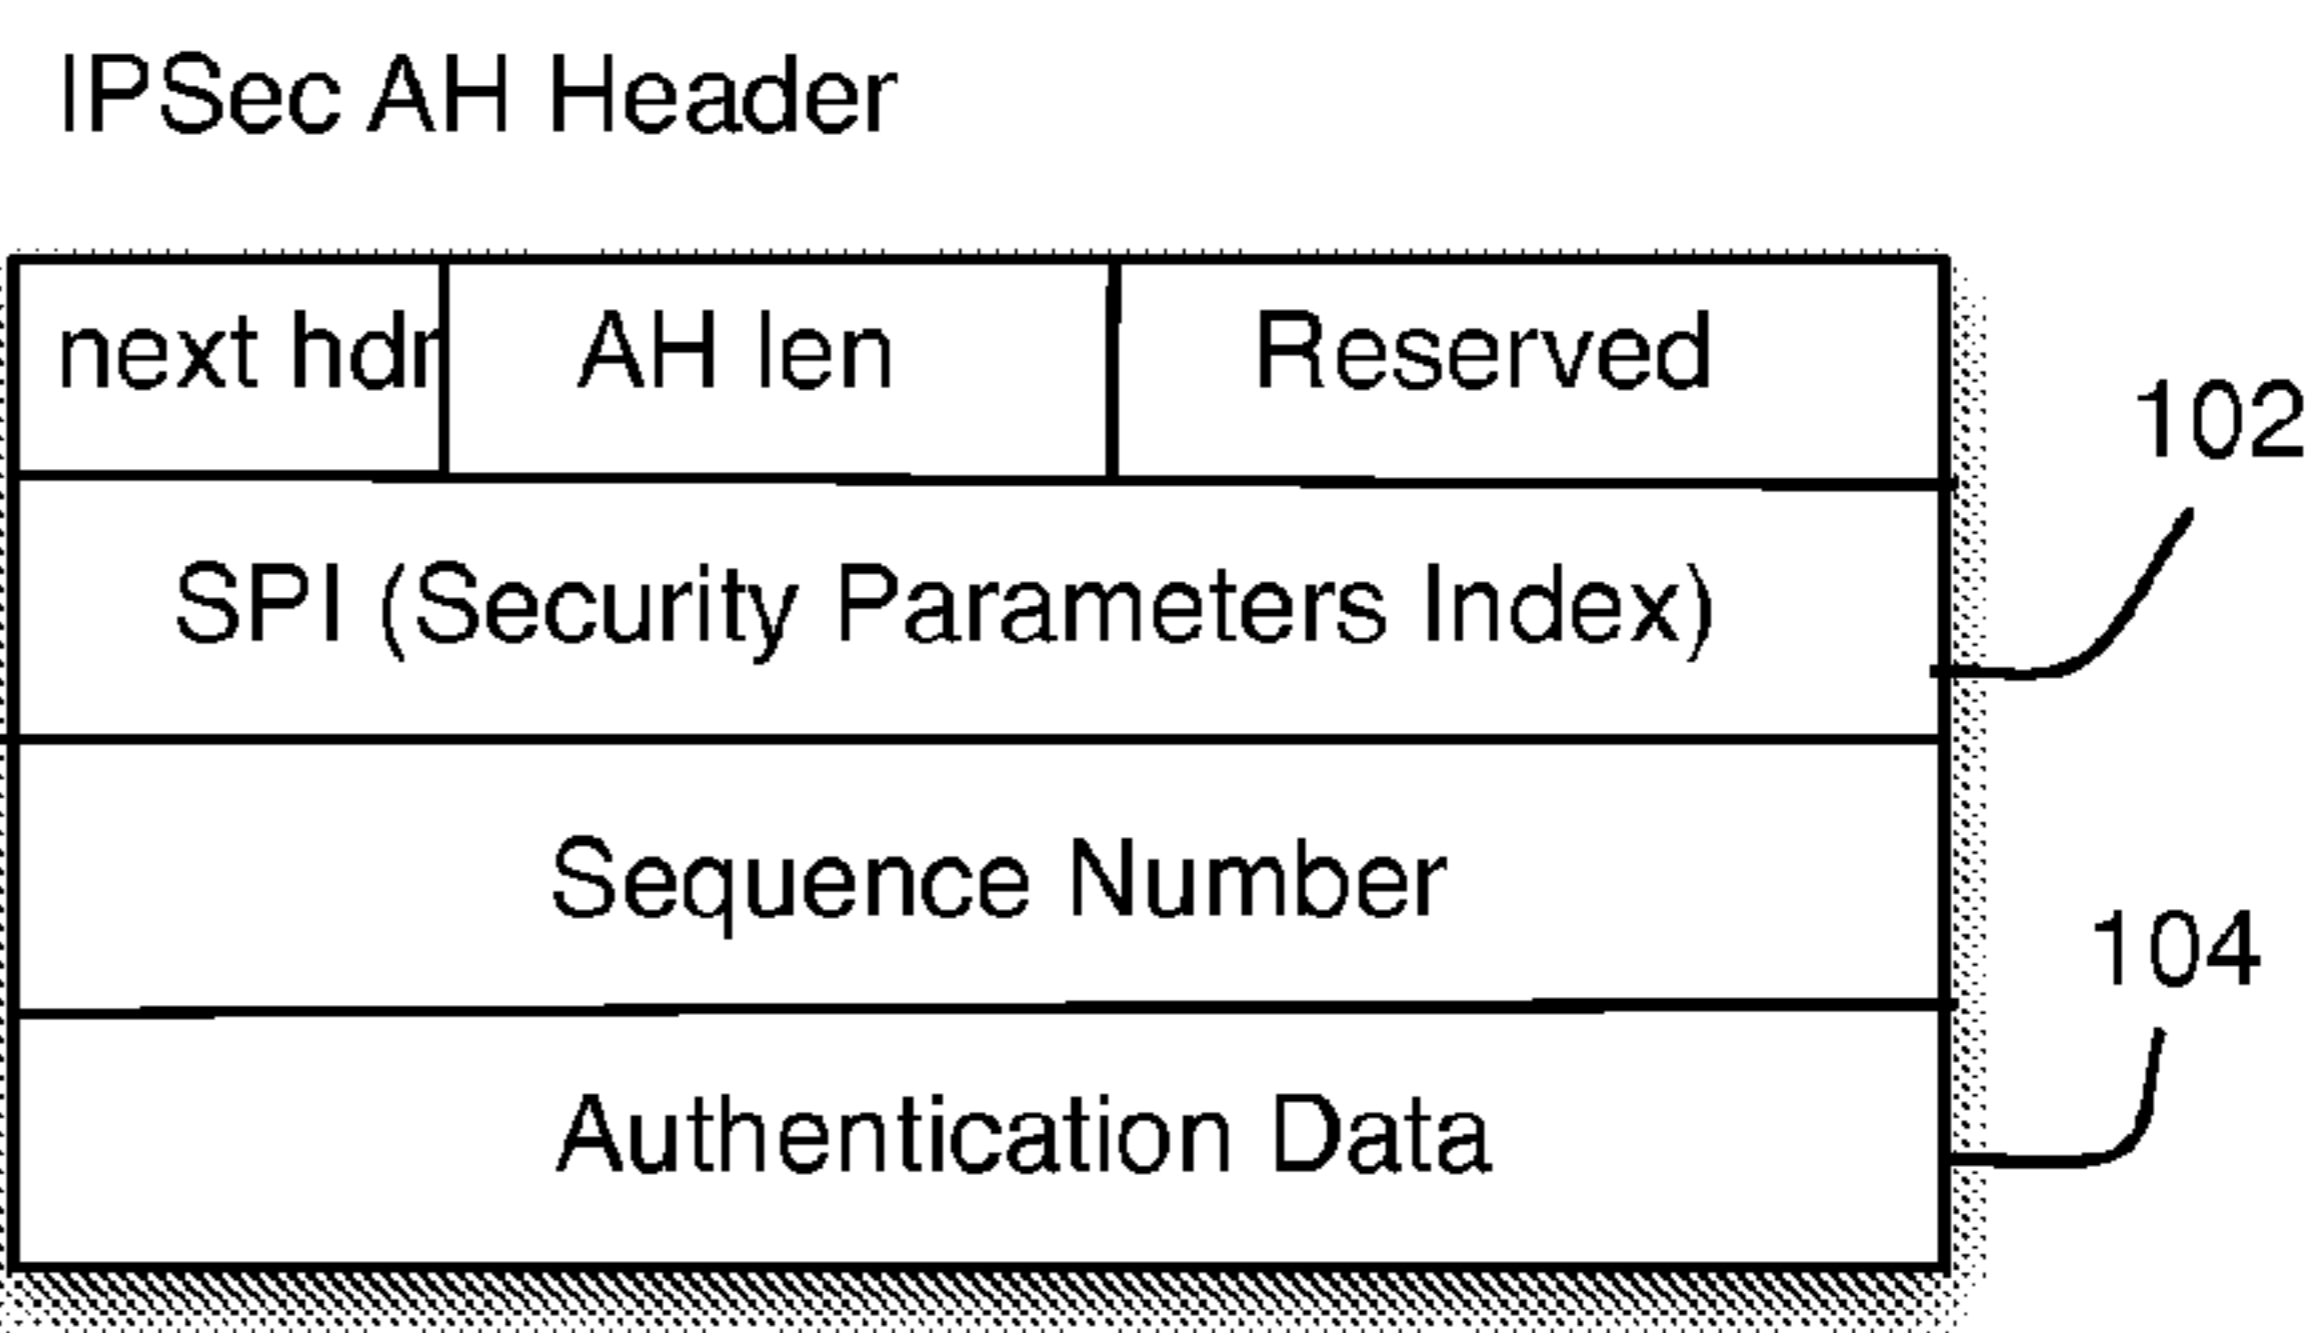 IPSec AH Header
next hdr AH len Reserved
102
SPI (Security Parameters Index)
Sequence Number
104
Authentication Data